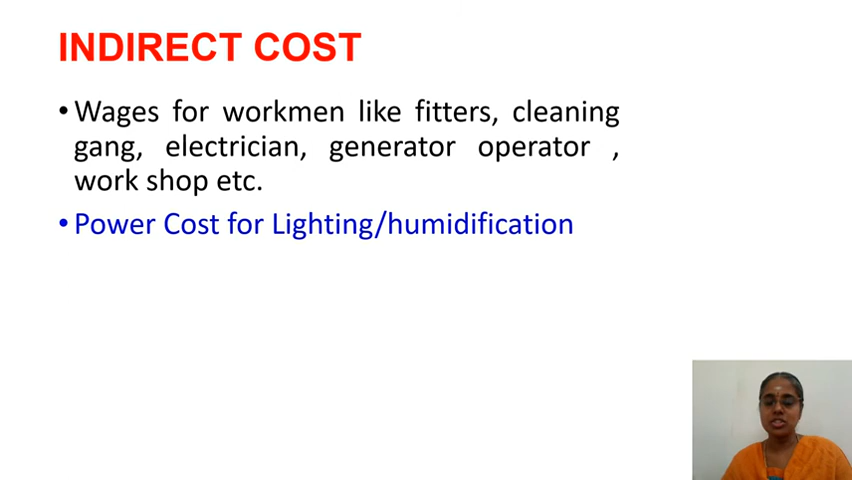 INDIRECT COST
•Wages for workmen like fitters, cleaning
gang, electrician, generator operator ,
work shop etc.
•Power Cost for Lighting/humidification